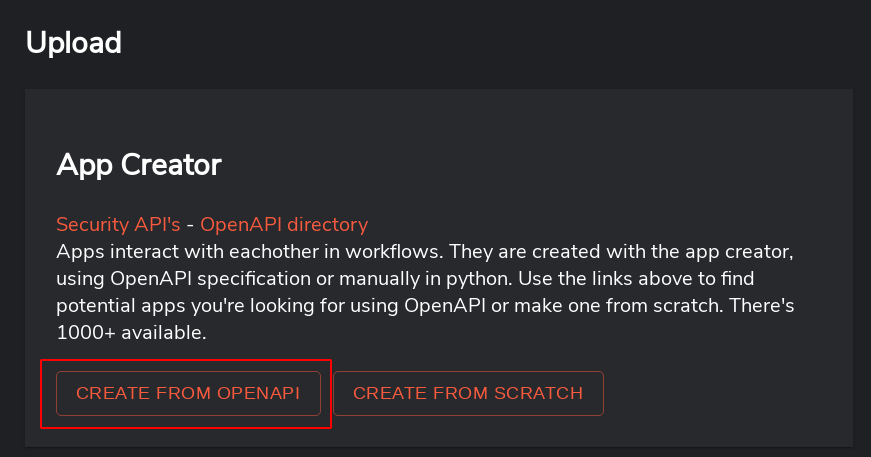 Upload
App Creator
Security API's - OpenAPI directory
Apps interact with eachother in workflows. They are created with the app creator,
using OpenAPI specification or manually in python. Use the links above to find
potential apps you're looking for using OpenAPI or make one from scratch. There's
1000+ available.
CREATE FROM OPENAPI CREATE FROM SCRATCH